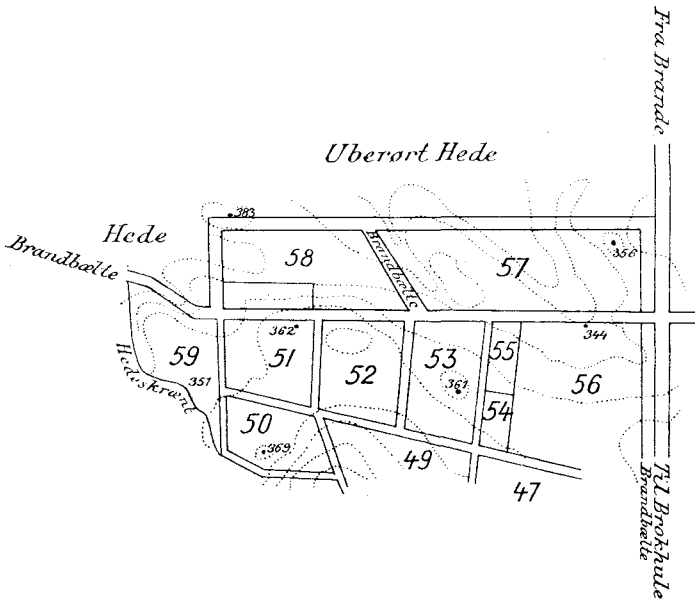 Fra Brande
Uberørt Hede
383
Hede
Brandbælte
58
Brandbælte
57
356
362
344
59
51
52
53
55
56
351
361
Hedeskrænt
50
54
369
49
47
Til Brokhule
Brandbælte